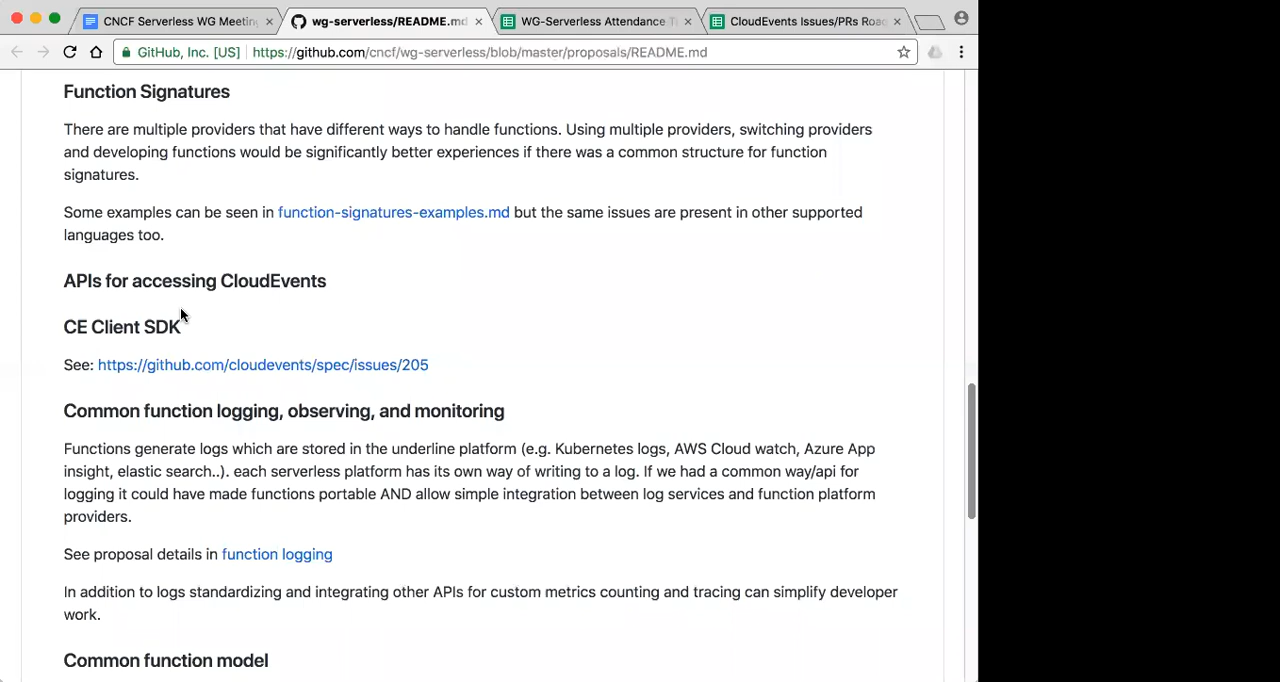 CNCF Serverless WG Meeting
wg-serverless/README.md
WG-Serverless Attendance T
CloudEvents Issues/PRs Roa
GitHub, Inc. [US] https://github.com/cncf/wg-serverless/blob/master/proposals/README.md
Function Signatures
There are multiple providers that have different ways to handle functions. Using multiple providers, switching providers
and developing functions would be significantly better experiences if there was a common structure for function
signatures.
Some examples can be seen in function-signatures-examples.md but the same issues are present in other supported
languages too.
APIs for accessing CloudEvents
CE Client SDK
See: https://github.com/cloudevents/spec/issues/205
Common function logging, observing, and monitoring
Functions generate logs which are stored in the underline platform (e.g. Kubernetes logs, AWS Cloud watch, Azure App
insight, elastic search..). each serverless platform has its own way of writing to a log. If we had a common way/api for
logging it could have made functions portable AND allow simple integration between log services and function platform
providers.
See proposal details in function logging
In addition to logs standardizing and integrating other APIs for custom metrics counting and tracing can simplify developer
work.
Common function model